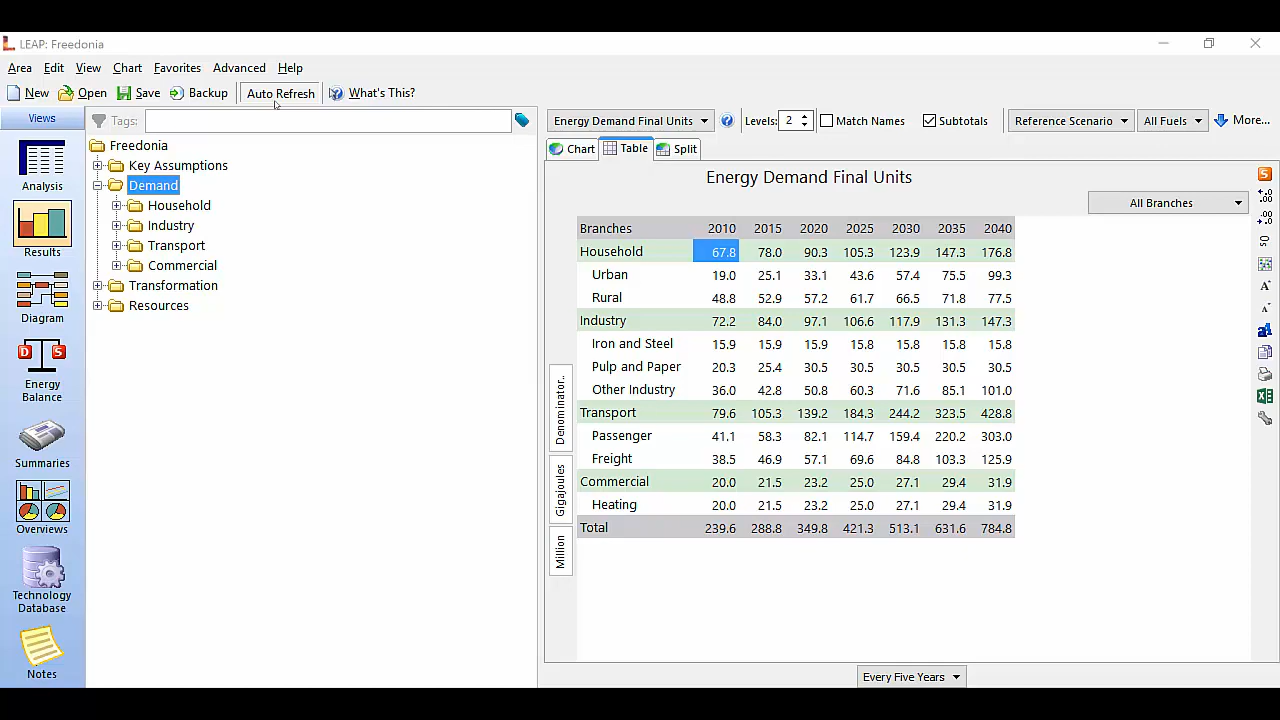 LEAP: Freedonia
Area Edit View Chart Favorites Advanced Help
New Open Save Backup Auto Refresh What's This?
Views
Analysis
Results
Diagram
Energy
Balance
Summaries
Overviews
Technology
Database
Notes
Tags:
Freedonia
Key Assumptions
Demand
Household
Industry
Transport
Commercial
Transformation
Resources
Energy Demand Final Units Levels: 2 Match Names Subtotals Reference Scenario All Fuels More...
Chart Table Split
Energy Demand Final Units
All Branches
Branches 2010 2015 2020 2025 2030 2035 2040
Household 67.8 78.0 90.3 105.3 123.9 147.3 176.8
Urban 19.0 25.1 33.1 43.6 57.4 75.5 99.3
Rural 48.8 52.9 57.2 61.7 66.5 71.8 77.5
Industry 72.2 84.0 97.1 106.6 117.9 131.3 147.3
Iron and Steel 15.9 15.9 15.9 15.8 15.8 15.8 15.8
Pulp and Paper 20.3 25.4 30.5 30.5 30.5 30.5 30.5
Other Industry 36.0 42.8 50.8 60.3 71.6 85.1 101.0
Transport 79.6 105.3 139.2 184.3 244.2 323.5 428.8
Passenger 41.1 58.3 82.1 114.7 159.4 220.2 303.0
Freight 38.5 46.9 57.1 69.6 84.8 103.3 125.9
Commercial 20.0 21.5 23.2 25.0 27.1 29.4 31.9
Heating 20.0 21.5 23.2 25.0 27.1 29.4 31.9
Total 239.6 288.8 349.8 421.3 513.1 631.6 784.8
Denominator..
Gigajoules
Million
Every Five Years